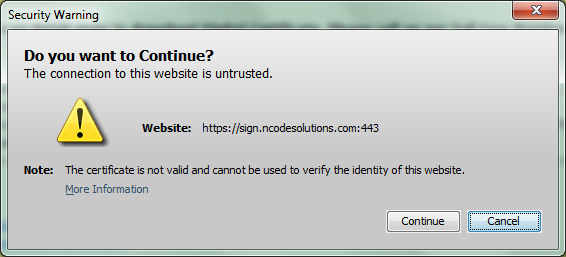 Security Warning
Do you want to Continue?
The connection to this website is untrusted.
Website: https://sign.ncodesolutions.com:443
Note: The certificate is not valid and cannot be used to verify the identity of this website.
More Information
Continue Cancel